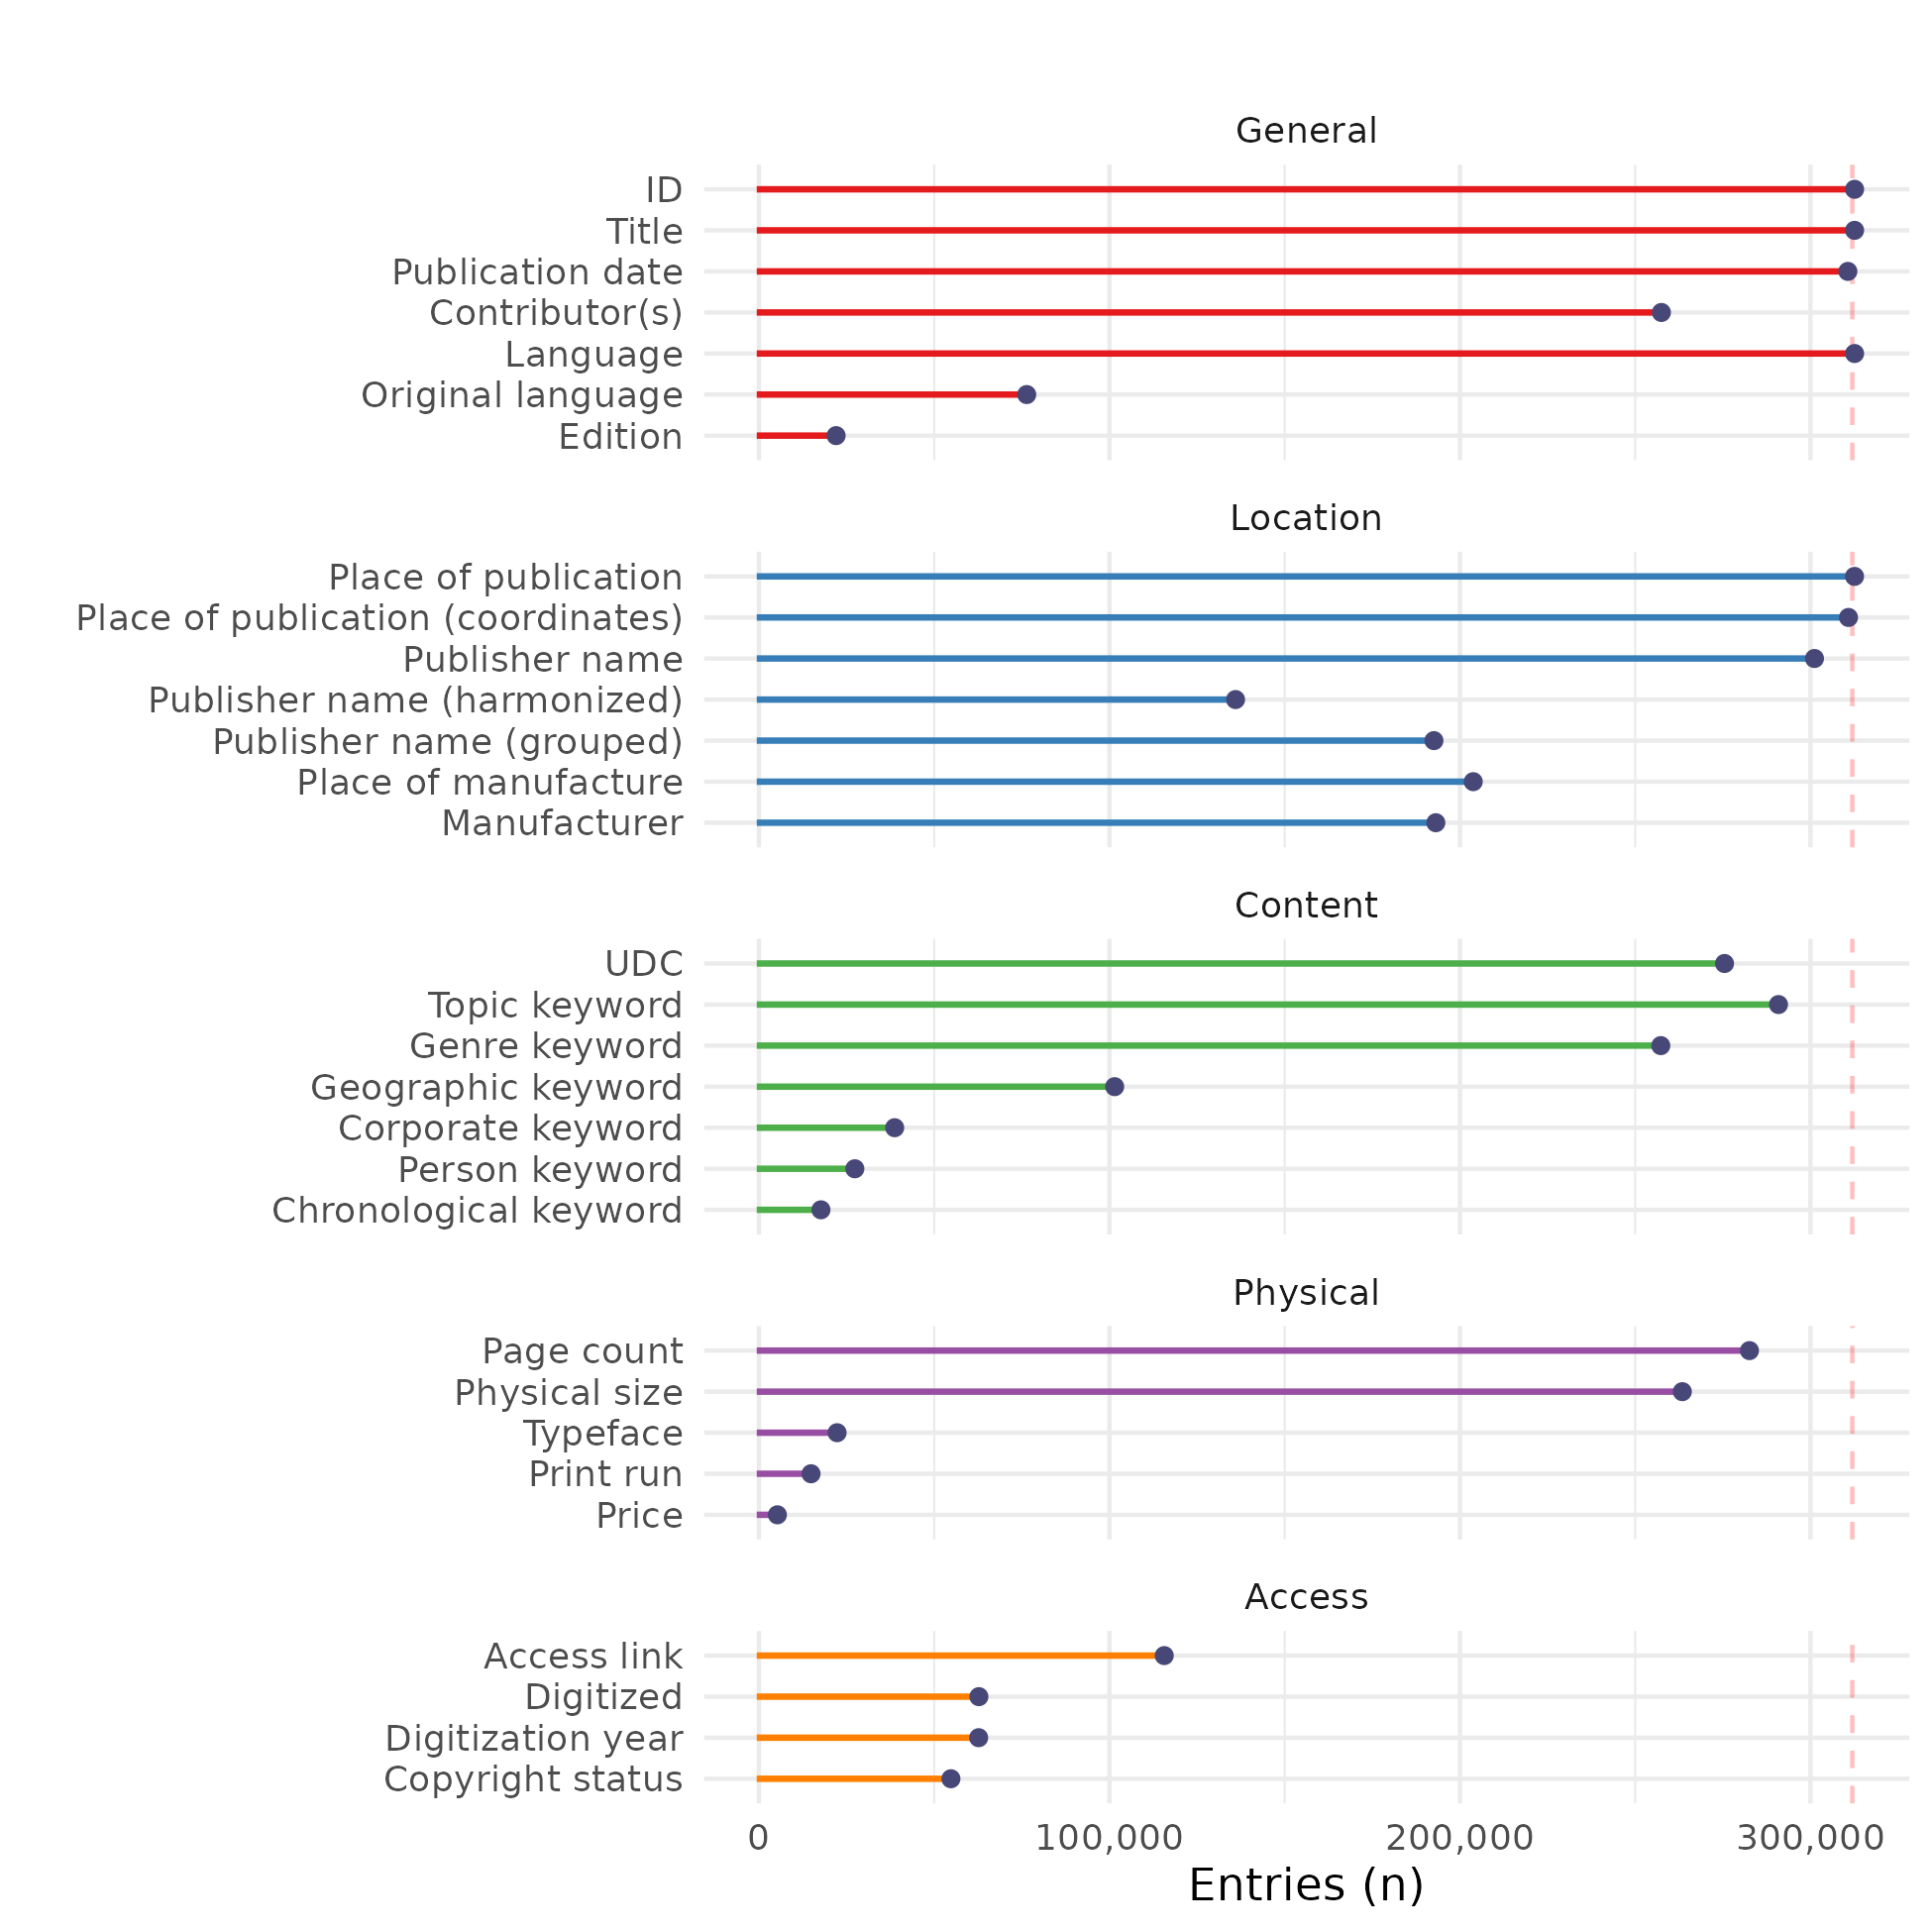 General
ID
Title
Publication date
Contributor(s)
Language
Original language
Edition
Location
Place of publication
Place of publication (coordinates)
Publisher name
Publisher name (harmonized)
Publisher name (grouped)
Place of manufacture
Manufacturer
Content
UDC
Topic keyword
Genre keyword
Geographic keyword
Corporate keyword
Person keyword
Chronological keyword
Physical
Page count
Physical size
Typeface
Print run
Price
Access
Access link
Digitized
Digitization year
Copyright status
0 100,000 200,000 300,000
Entries (n)